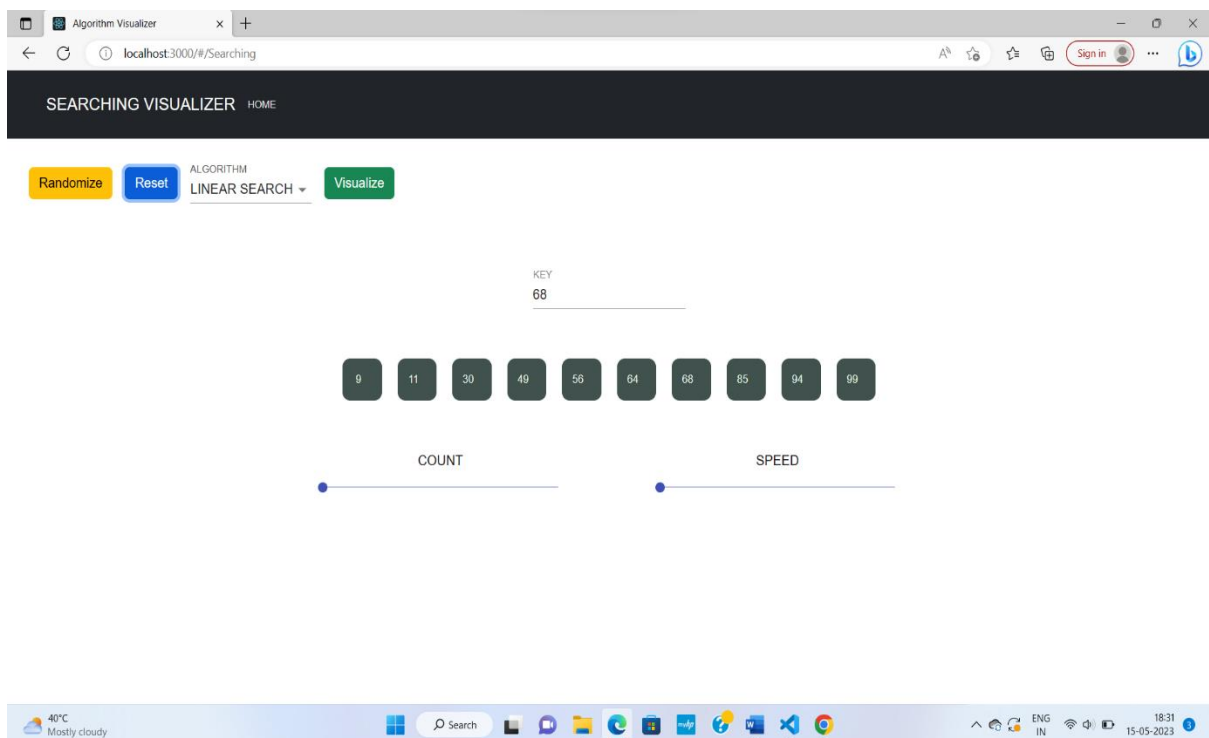 Algorithm Visualizer
localhost:3000/#/Searching
Sign in
SEARCHING VISUALIZER HOME
Randomize
Reset
ALGORITHM
LINEAR SEARCH
Visualize
KEY
68
9 11 30 49 56 64 68 85 94 99
COUNT SPEED
40°C
Mostly cloudy
Search
ENG
IN
18:31
15-05-2023
3